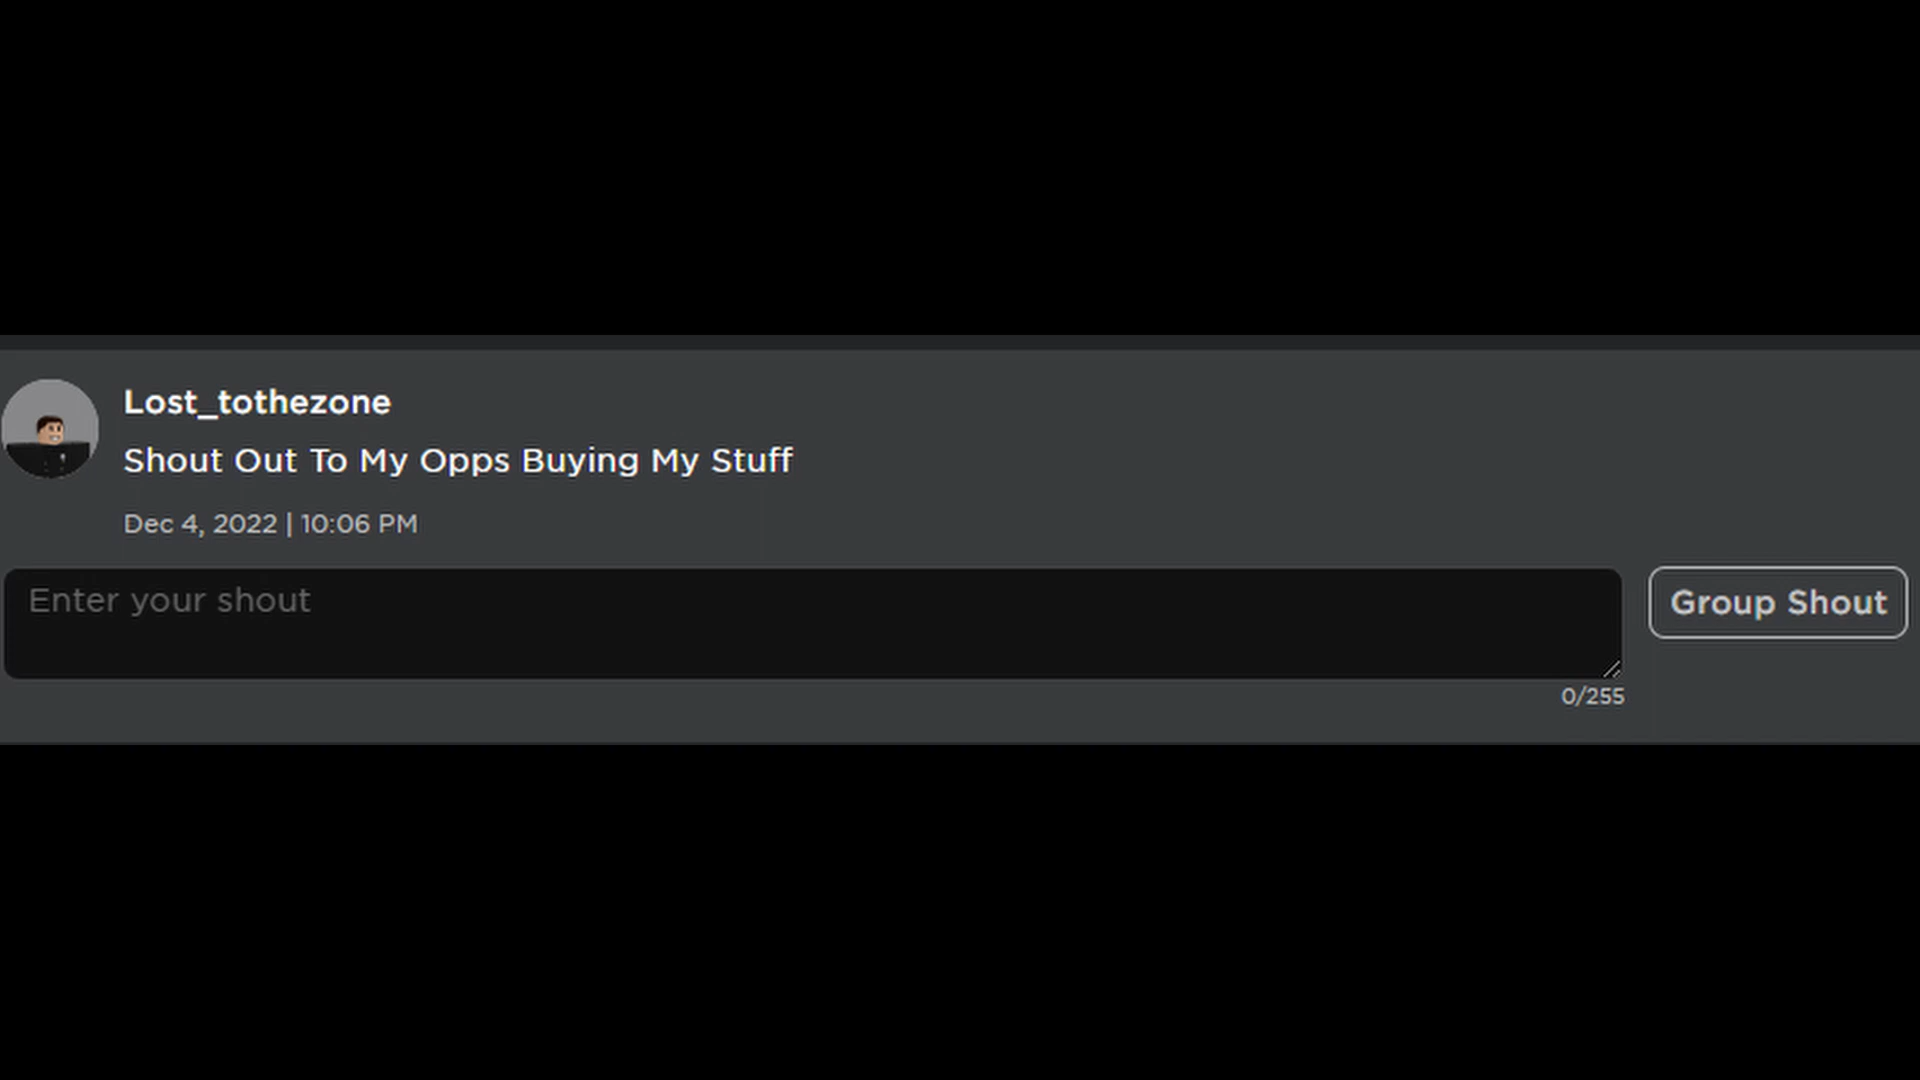 Lost_tothezone
Shout Out To My Opps Buying My Stuff
Dec 4, 2022 | 10:06 PM
Enter your shout
Group Shout
0/255